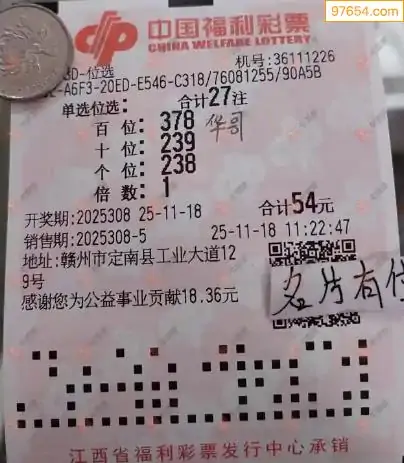 97654.com
中国福利彩票
CHINA WELFARE LOTTERY
3D-位选
机号:36111226
-A6F3-20ED-E546-C318/76081255/90A5B
单选位选:
合计27注
百 位: 378
华哥
十 位: 239
个 位: 238
倍 数: 1
开奖期:2025308 25-11-18
合计54元
销售期:2025308-5
25-11-18 11:22:47
地址:赣州市定南县工业大道12
9号
感谢您为公益事业贡献18.36元
名片有
江西省福利彩票发行中心承销